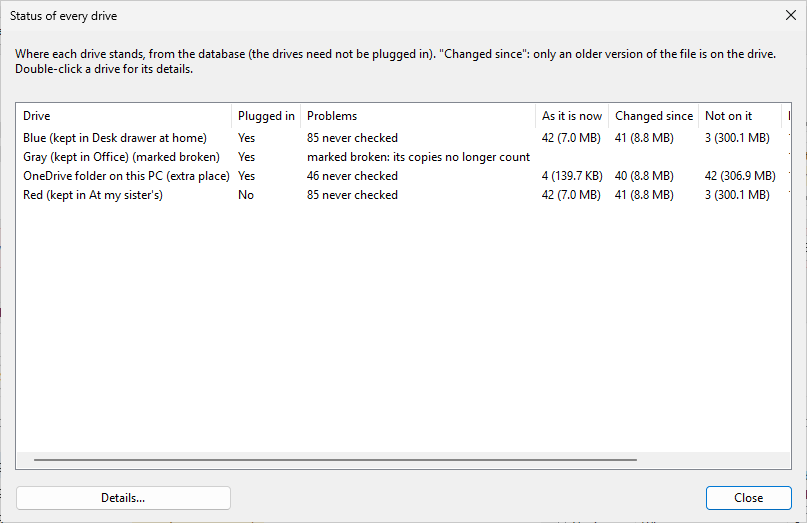 Status of every drive
Where each drive stands, from the database (the drives need not be plugged in). "Changed since": only an older version of the file is on the drive.
Double-click a drive for its details.
Drive Plugged in Problems As it is now Changed since Not on it
Blue (kept in Desk drawer at home) Yes 85 never checked 42 (7.0 MB) 41 (8.8 MB) 3 (300.1 MB)
Gray (kept in Office) (marked broken) Yes marked broken: its copies no longer count
OneDrive folder on this PC (extra place) Yes 46 never checked 4 (139.7 KB) 40 (8.8 MB) 42 (306.9 MB)
Red (kept in At my sister's) No 85 never checked 42 (7.0 MB) 41 (8.8 MB) 3 (300.1 MB)
Details... Close